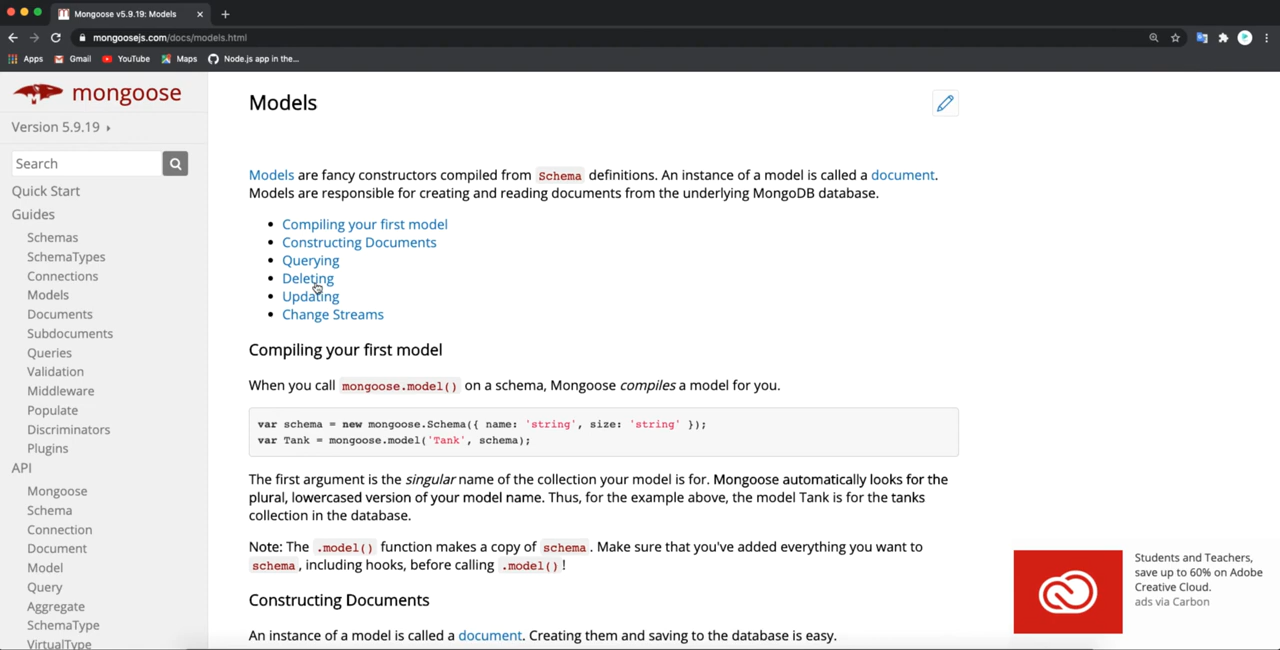 Mongoose v5.9.19: Models
mongoosejs.com/docs/models.html
Apps Gmail YouTube Maps Node.js app in the...
mongoose
Version 5.9.19
Search
Quick Start
Guides
Schemas
SchemaTypes
Connections
Models
Documents
Subdocuments
Queries
Validation
Middleware
Populate
Discriminators
Plugins
API
Mongoose
Schema
Connection
Document
Model
Query
Aggregate
SchemaType
VirtualType
Models
Models are fancy constructors compiled from Schema definitions. An instance of a model is called a document.
Models are responsible for creating and reading documents from the underlying MongoDB database.
Compiling your first model
Constructing Documents
Querying
Deleting
Updating
Change Streams
Compiling your first model
When you call mongoose.model() on a schema, Mongoose compiles a model for you.
var schema = new mongoose.Schema({ name: 'string', size: 'string' });
var Tank = mongoose.model('Tank', schema);
The first argument is the singular name of the collection your model is for. Mongoose automatically looks for the
plural, lowercased version of your model name. Thus, for the example above, the model Tank is for the tanks
collection in the database.
Note: The .model() function makes a copy of schema. Make sure that you've added everything you want to
schema, including hooks, before calling .model()!
Constructing Documents
An instance of a model is called a document. Creating them and saving to the database is easy.
Students and Teachers,
save up to 60% on Adobe
Creative Cloud.
ads via Carbon